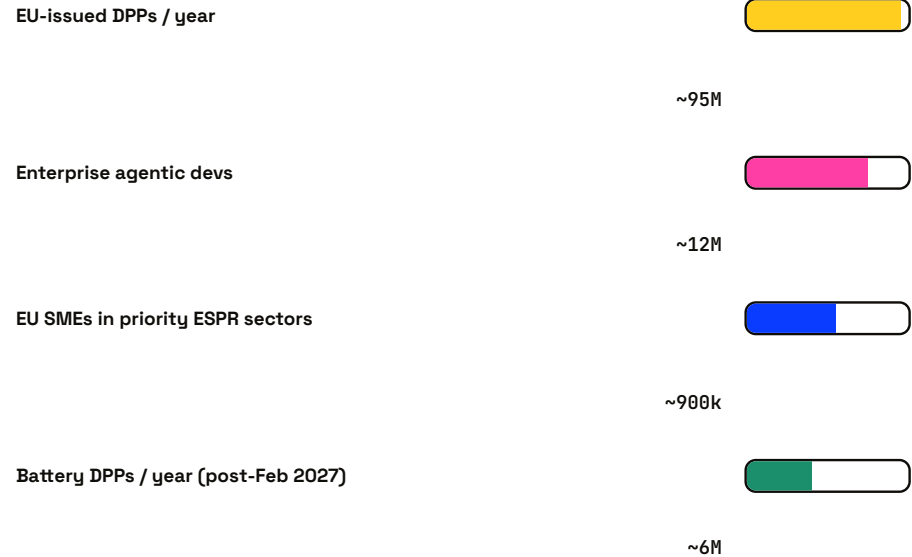 EU-issued DPPs / year
~95M
Enterprise agentic devs
~12M
EU SMEs in priority ESPR sectors
~900k
Battery DPPs / year (post-Feb 2027)
~6M